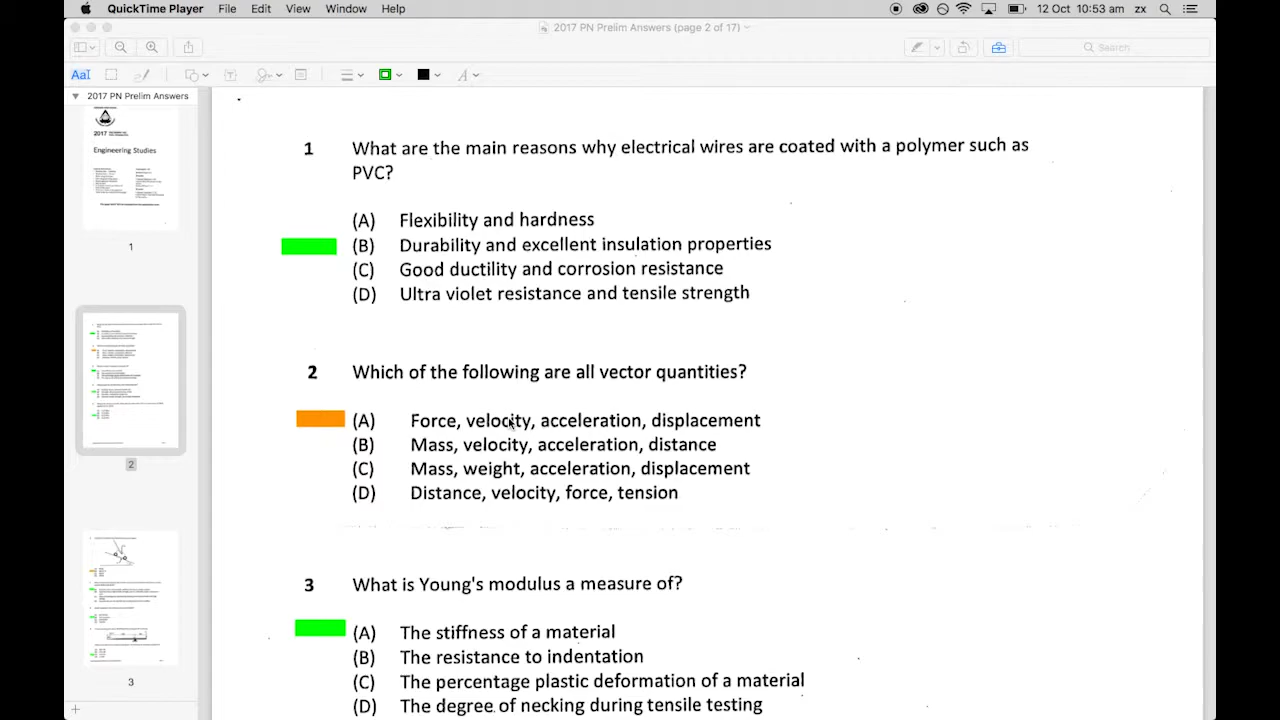 QuickTime Player File Edit View Window Help 12 Oct 10:53 am zx
2017 PN Prelim Answers (page 2 of 17)
Search
AaI T A
2017 PN Prelim Answers
2017
Engineering Studies
1
2
3
1 What are the main reasons why electrical wires are coated with a polymer such as
PVC?
(A) Flexibility and hardness
(B) Durability and excellent insulation properties
(C) Good ductility and corrosion resistance
(D) Ultra violet resistance and tensile strength
2 Which of the following are all vector quantities?
(A) Force, velocity, acceleration, displacement
(B) Mass, velocity, acceleration, distance
(C) Mass, weight, acceleration, displacement
(D) Distance, velocity, force, tension
3 What is Young's modulus a measure of?
(A) The stiffness of a material
(B) The resistance to indentation
(C) The percentage plastic deformation of a material
(D) The degree of necking during tensile testing